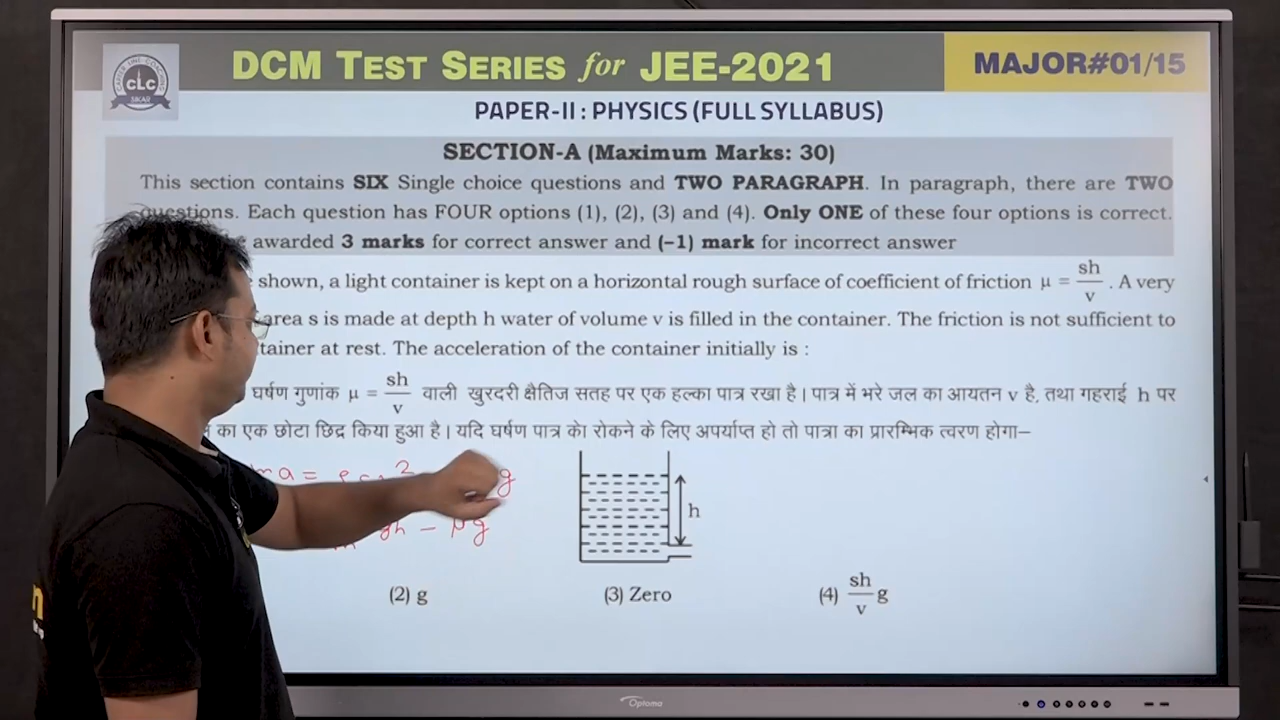 DCM TEST SERIES for JEE-2021
MAJOR#01/15
CLC
SIKAR
PAPER-II : PHYSICS (FULL SYLLABUS)
SECTION-A (Maximum Marks: 30)
This section contains SIX Single choice questions and TWO PARAGRAPH. In paragraph, there are TWO
questions. Each question has FOUR options (1), (2), (3) and (4). Only ONE of these four options is correct.
awarded 3 marks for correct answer and (–1) mark for incorrect answer
shown, a light container is kept on a horizontal rough surface of coefficient of friction μ = sh/v . A very
area s is made at depth h water of volume v is filled in the container. The friction is not sufficient to
at rest. The acceleration of the container initially is :
घर्षण गुणांक μ = sh/v वाली खुरदरी क्षैतिज सतह पर एक हल्का पात्र रखा है। पात्र में भरे जल का आयतन v है, तथा गहराई h पर
का एक छोटा छिद्र किया हुआ है। यदि घर्षण पात्र को रोकने के लिए अपर्याप्त हो तो पात्रा का प्रारम्भिक त्वरण होगा–
a =
g
gh – μg
h
(2) g
(3) Zero
(4) sh/v g
Optoma